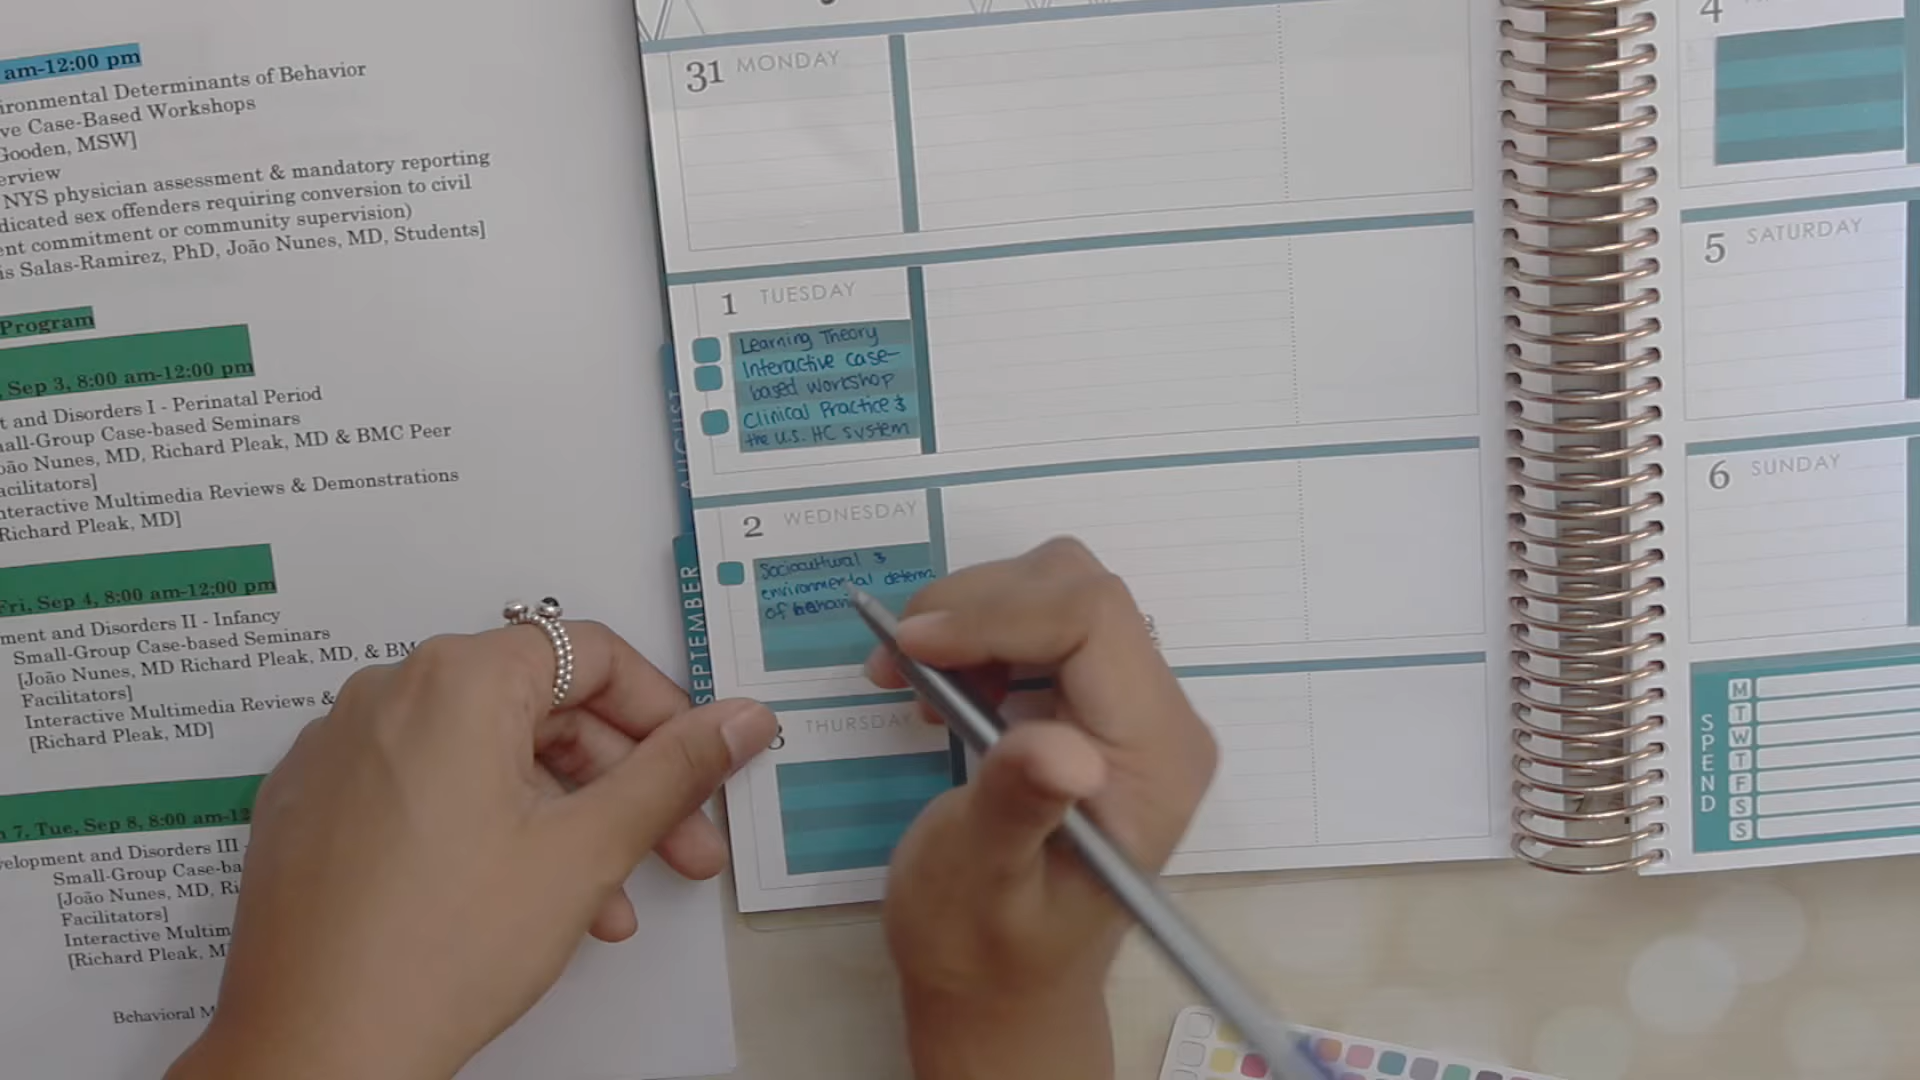 am-12:00 pm
ironmental Determinants of Behavior
ve Case-Based Workshops
Gooden, MSW]
erview
NYS physician assessment & mandatory reporting
dicated sex offenders requiring conversion to civil
ent commitment or community supervision)
is Salas-Ramirez, PhD, João Nunes, MD, Students]
Program
, Sep 3, 8:00 am-12:00 pm
t and Disorders I - Perinatal Period
mall-Group Case-based Seminars
João Nunes, MD, Richard Pleak, MD & BMC Peer
acilitators]
nteractive Multimedia Reviews & Demonstrations
Richard Pleak, MD]
Fri, Sep 4, 8:00 am-12:00 pm
ment and Disorders II - Infancy
Small-Group Case-based Seminars
[João Nunes, MD Richard Pleak, MD, & BM
Facilitators]
Interactive Multimedia Reviews &
[Richard Pleak, MD]
7, Tue, Sep 8, 8:00 am-12
velopment and Disorders III
Small-Group Case-ba
[João Nunes, MD, Ri
Facilitators]
Interactive Multim
[Richard Pleak, M
Behavioral M
AUGUST
SEPTEMBER
31 MONDAY
1 TUESDAY
Learning Theory
Interactive case-
based workshop
Clinical Practice &
the U.S. HC system
2 WEDNESDAY
Sociocultural &
environmental determ.
of behavi
3 THURSDAY
4
5 SATURDAY
6 SUNDAY
SPEND
M
T
W
T
F
S
S